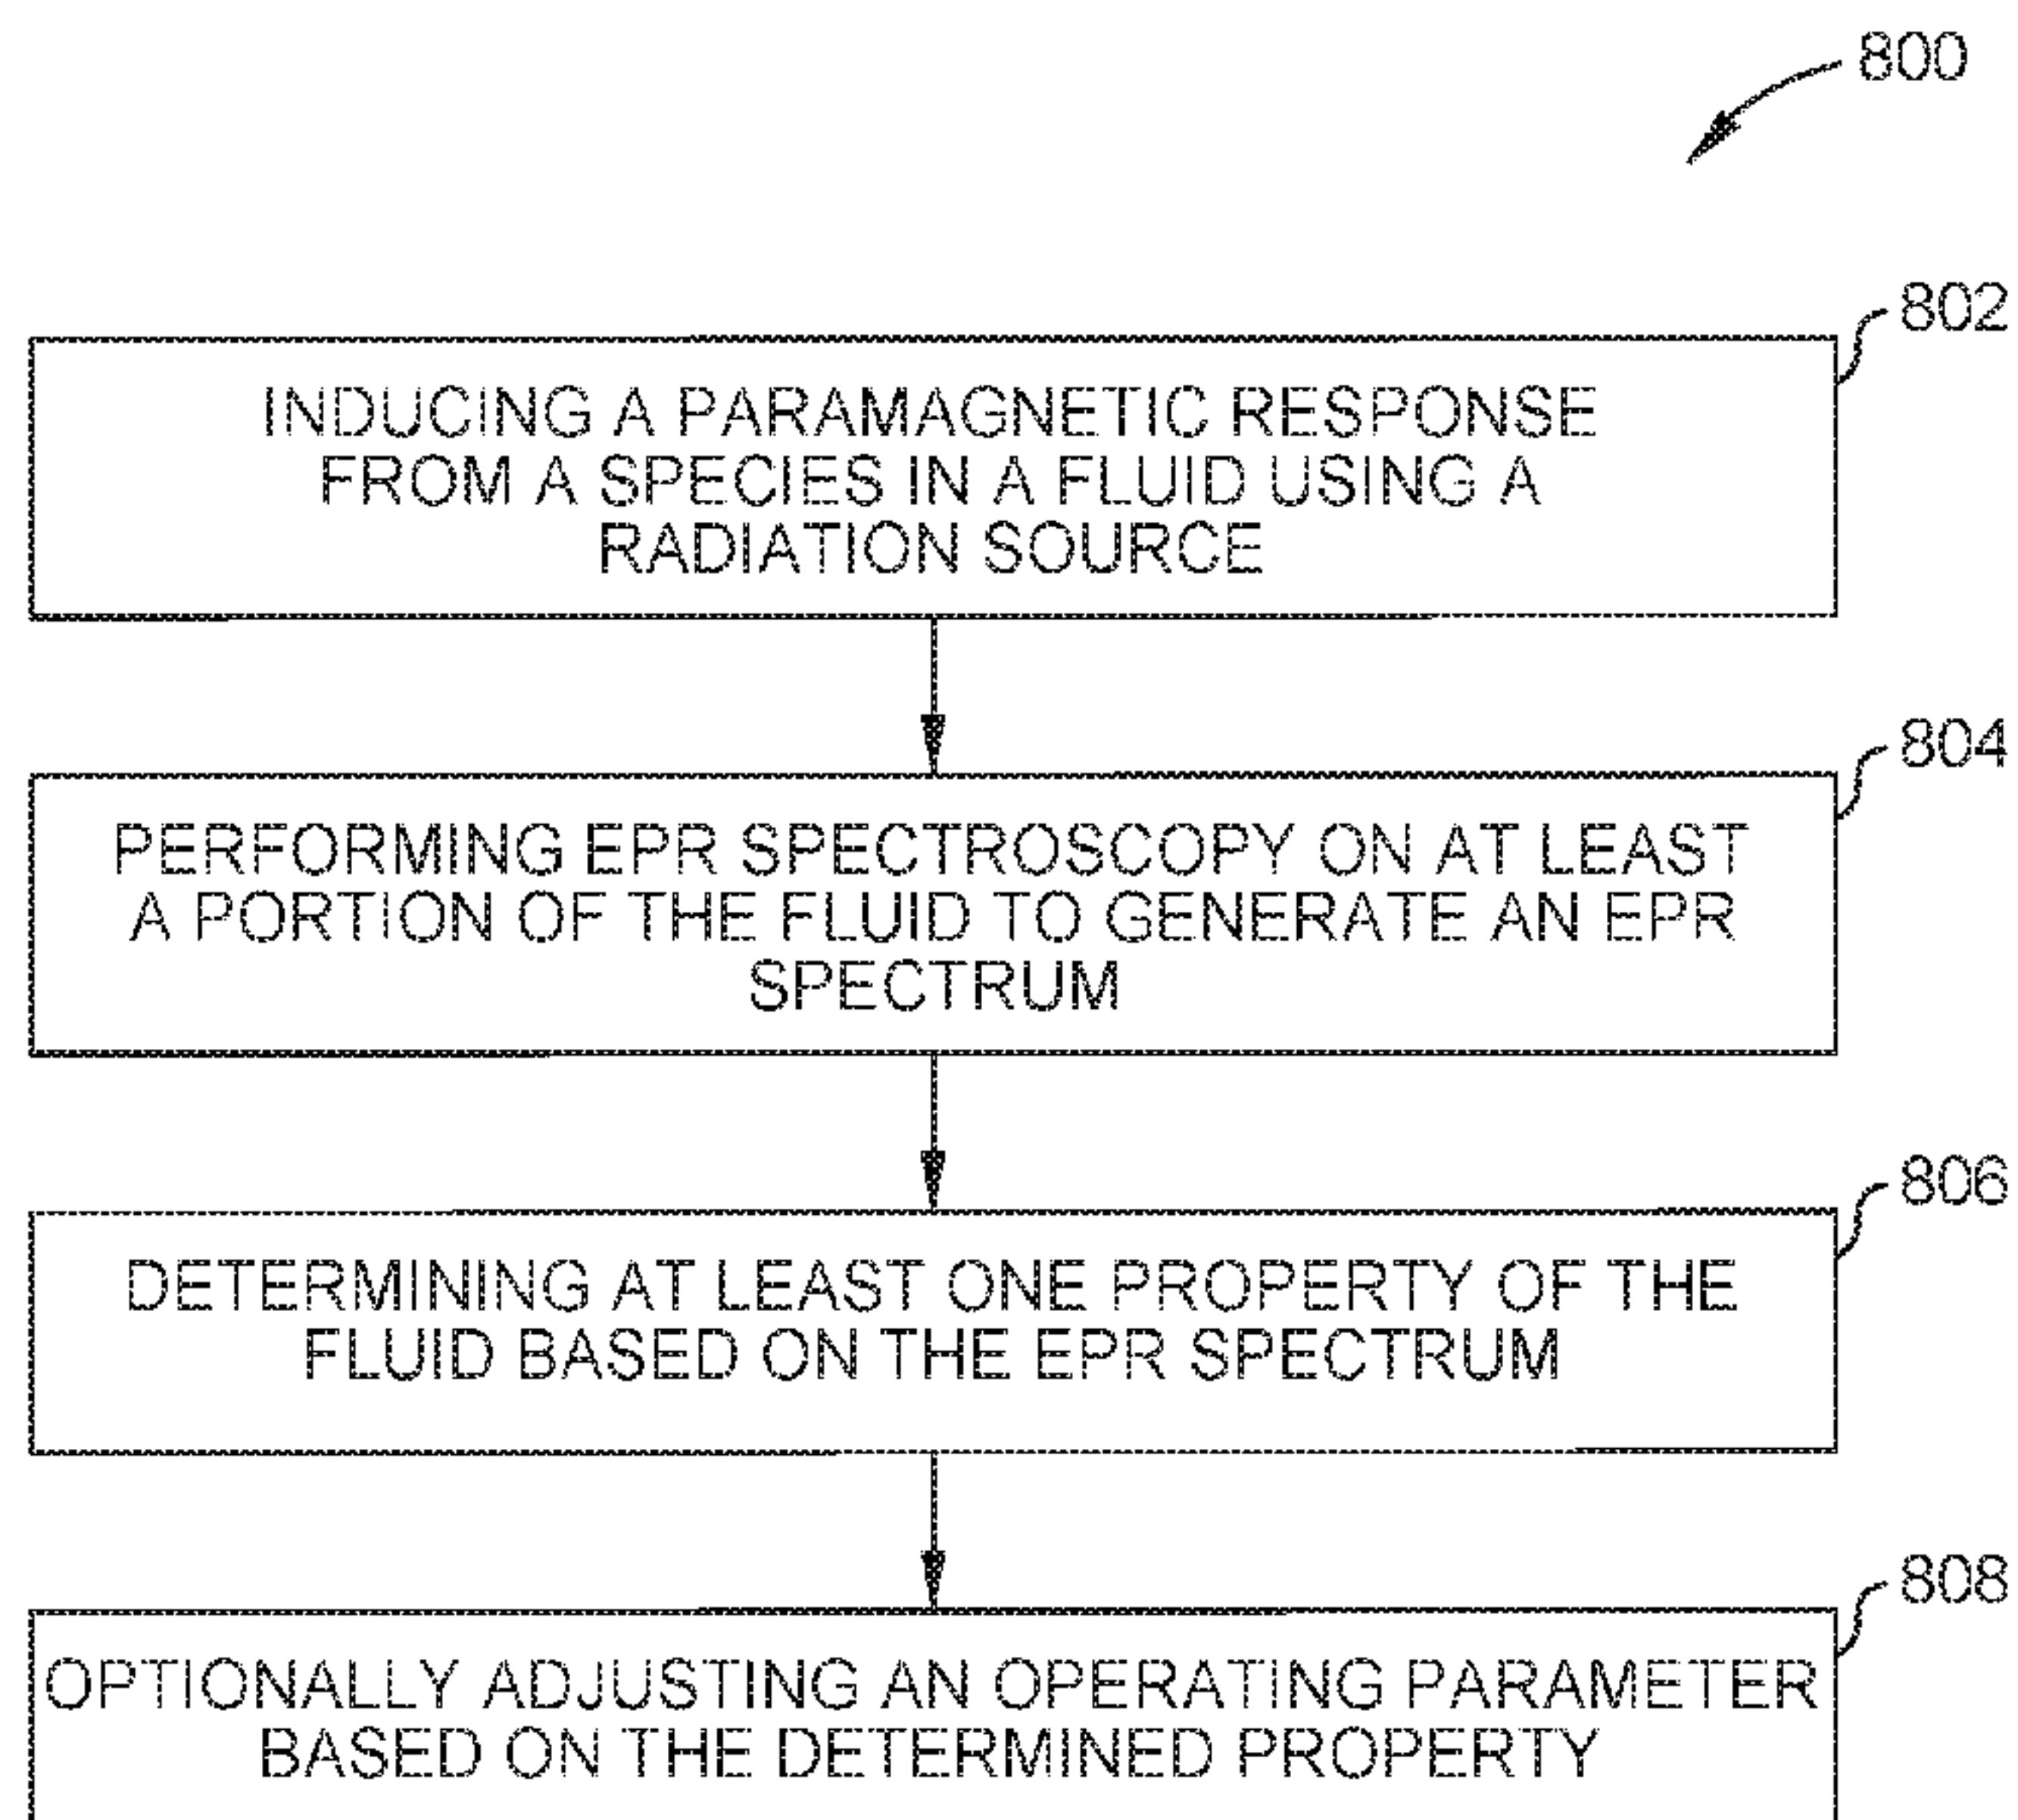 800
802
INDUCING A PARAMAGNETIC RESPONSE
FROM A SPECIES IN A FLUID USING A
RADIATION SOURCE
804
PERFORMING EPR SPECTROSCOPY ON AT LEAST
A PORTION OF THE FLUID TO GENERATE AN EPR
SPECTRUM
806
DETERMINING AT LEAST ONE PROPERTY OF THE
FLUID BASED ON THE EPR SPECTRUM
808
OPTIONALLY ADJUSTING AN OPERATING PARAMETER
BASED ON THE DETERMINED PROPERTY